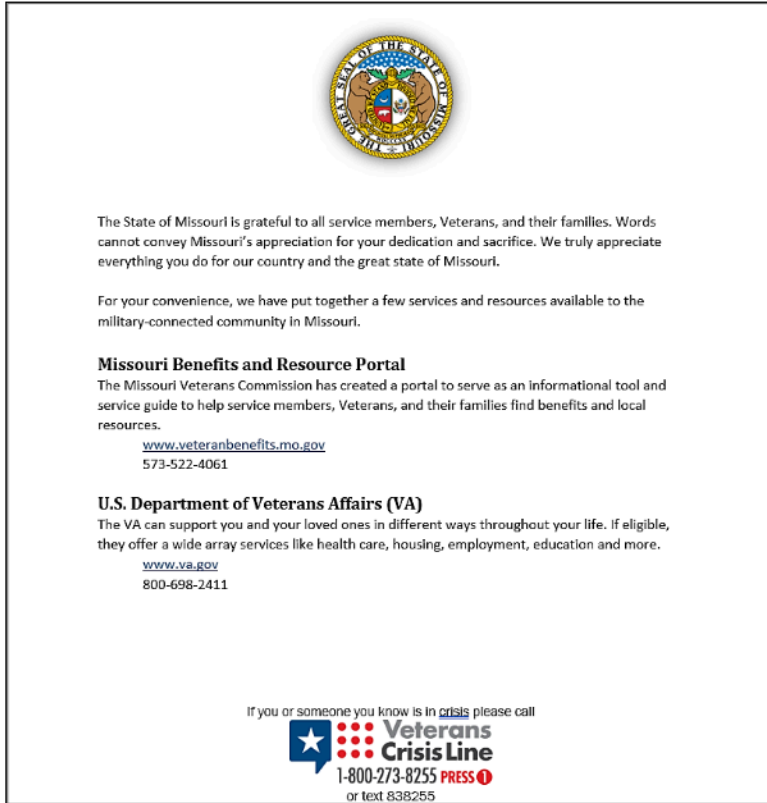 THE GREAT SEAL OF THE STATE OF MISSOURI
The State of Missouri is grateful to all service members, Veterans, and their families. Words
cannot convey Missouri's appreciation for your dedication and sacrifice. We truly appreciate
everything you do for our country and the great state of Missouri.
For your convenience, we have put together a few services and resources available to the
military-connected community in Missouri.
Missouri Benefits and Resource Portal
The Missouri Veterans Commission has created a portal to serve as an informational tool and
service guide to help service members, Veterans, and their families find benefits and local
resources.
www.veteranbenefits.mo.gov
573-522-4061
U.S. Department of Veterans Affairs (VA)
The VA can support you and your loved ones in different ways throughout your life. If eligible,
they offer a wide array services like health care, housing, employment, education and more.
www.va.gov
800-698-2411
If you or someone you know is in crisis please call
Veterans
Crisis Line
1-800-273-8255 PRESS 1
or text 838255